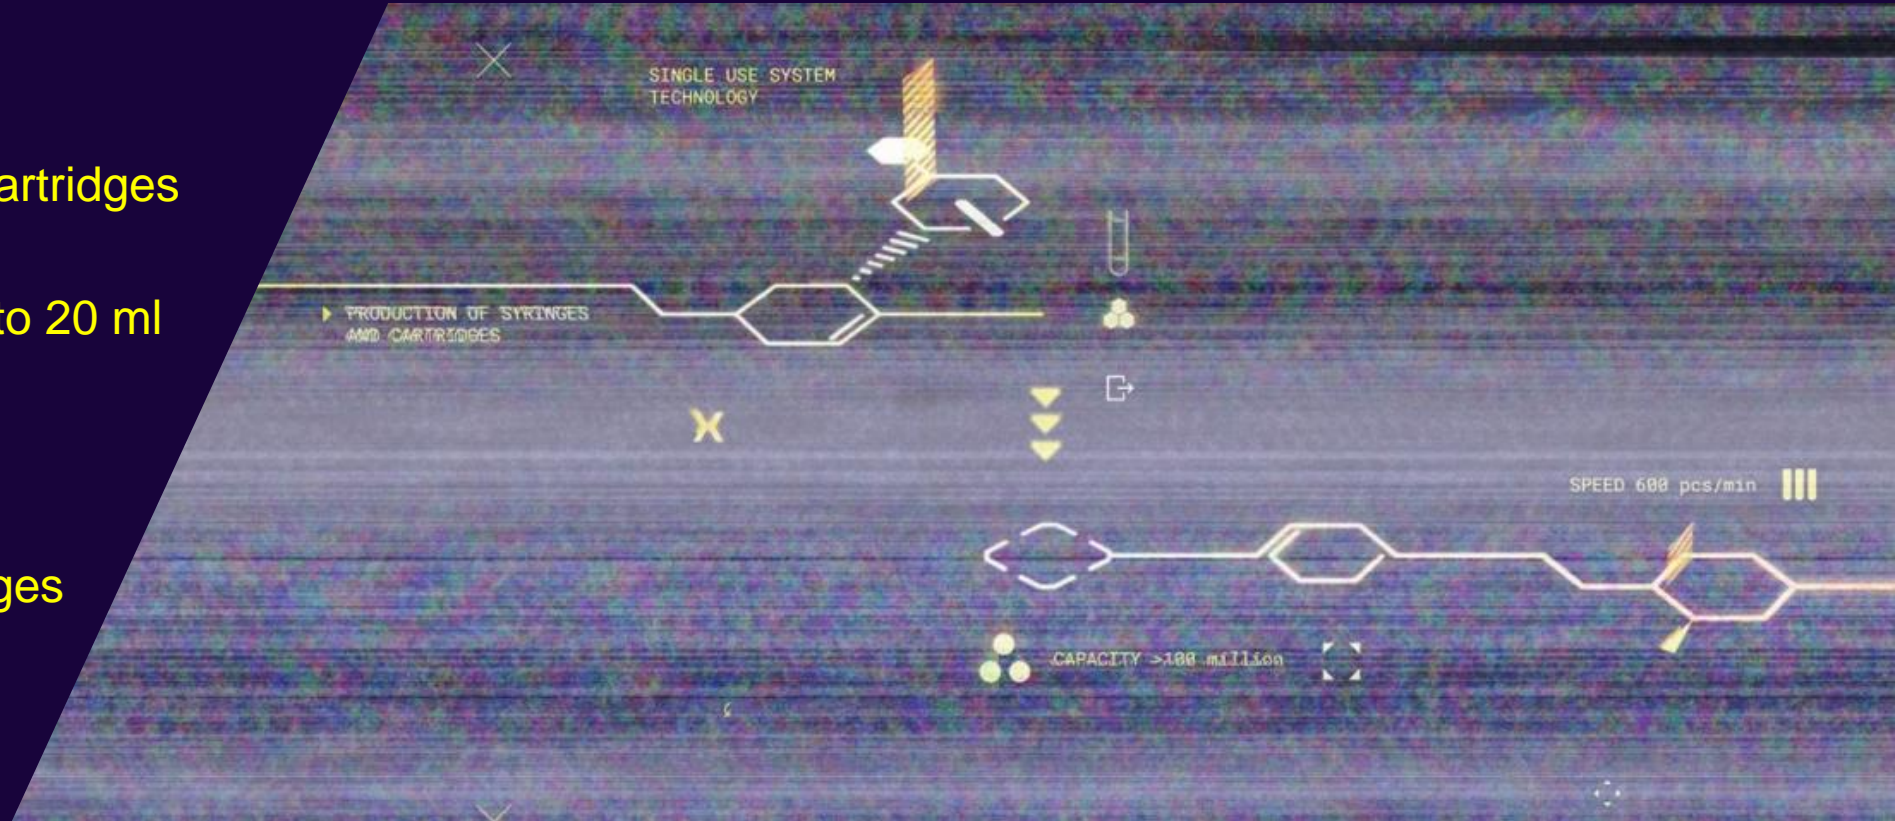 artridges
to 20 ml
ges
SINGLE USE SYSTEM
TECHNOLOGY
PRODUCTION OF SYRINGES
AND CARTRIDGES
SPEED 600 pcs/min
CAPACITY >100 million